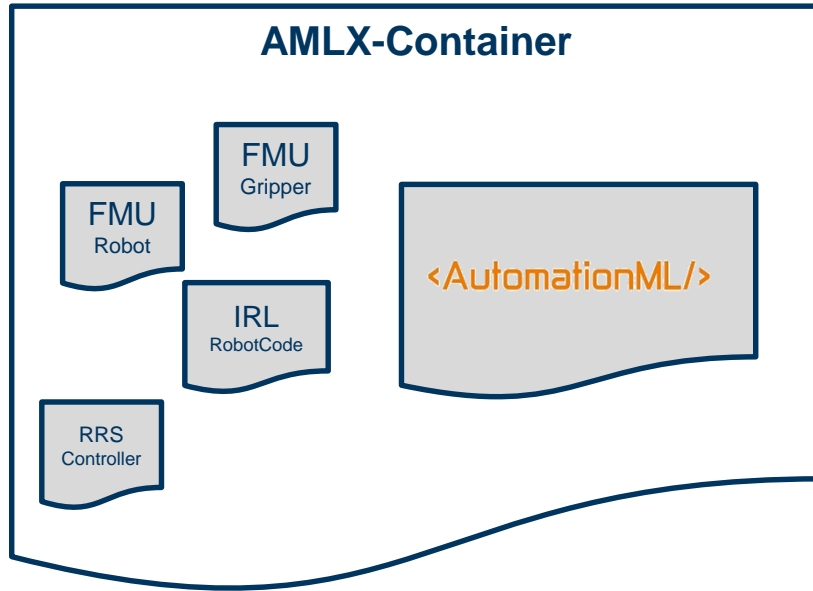 AMLX-Container
FMU
Gripper
FMU
Robot
<AutomationML/>
IRL
RobotCode
RRS
Controller